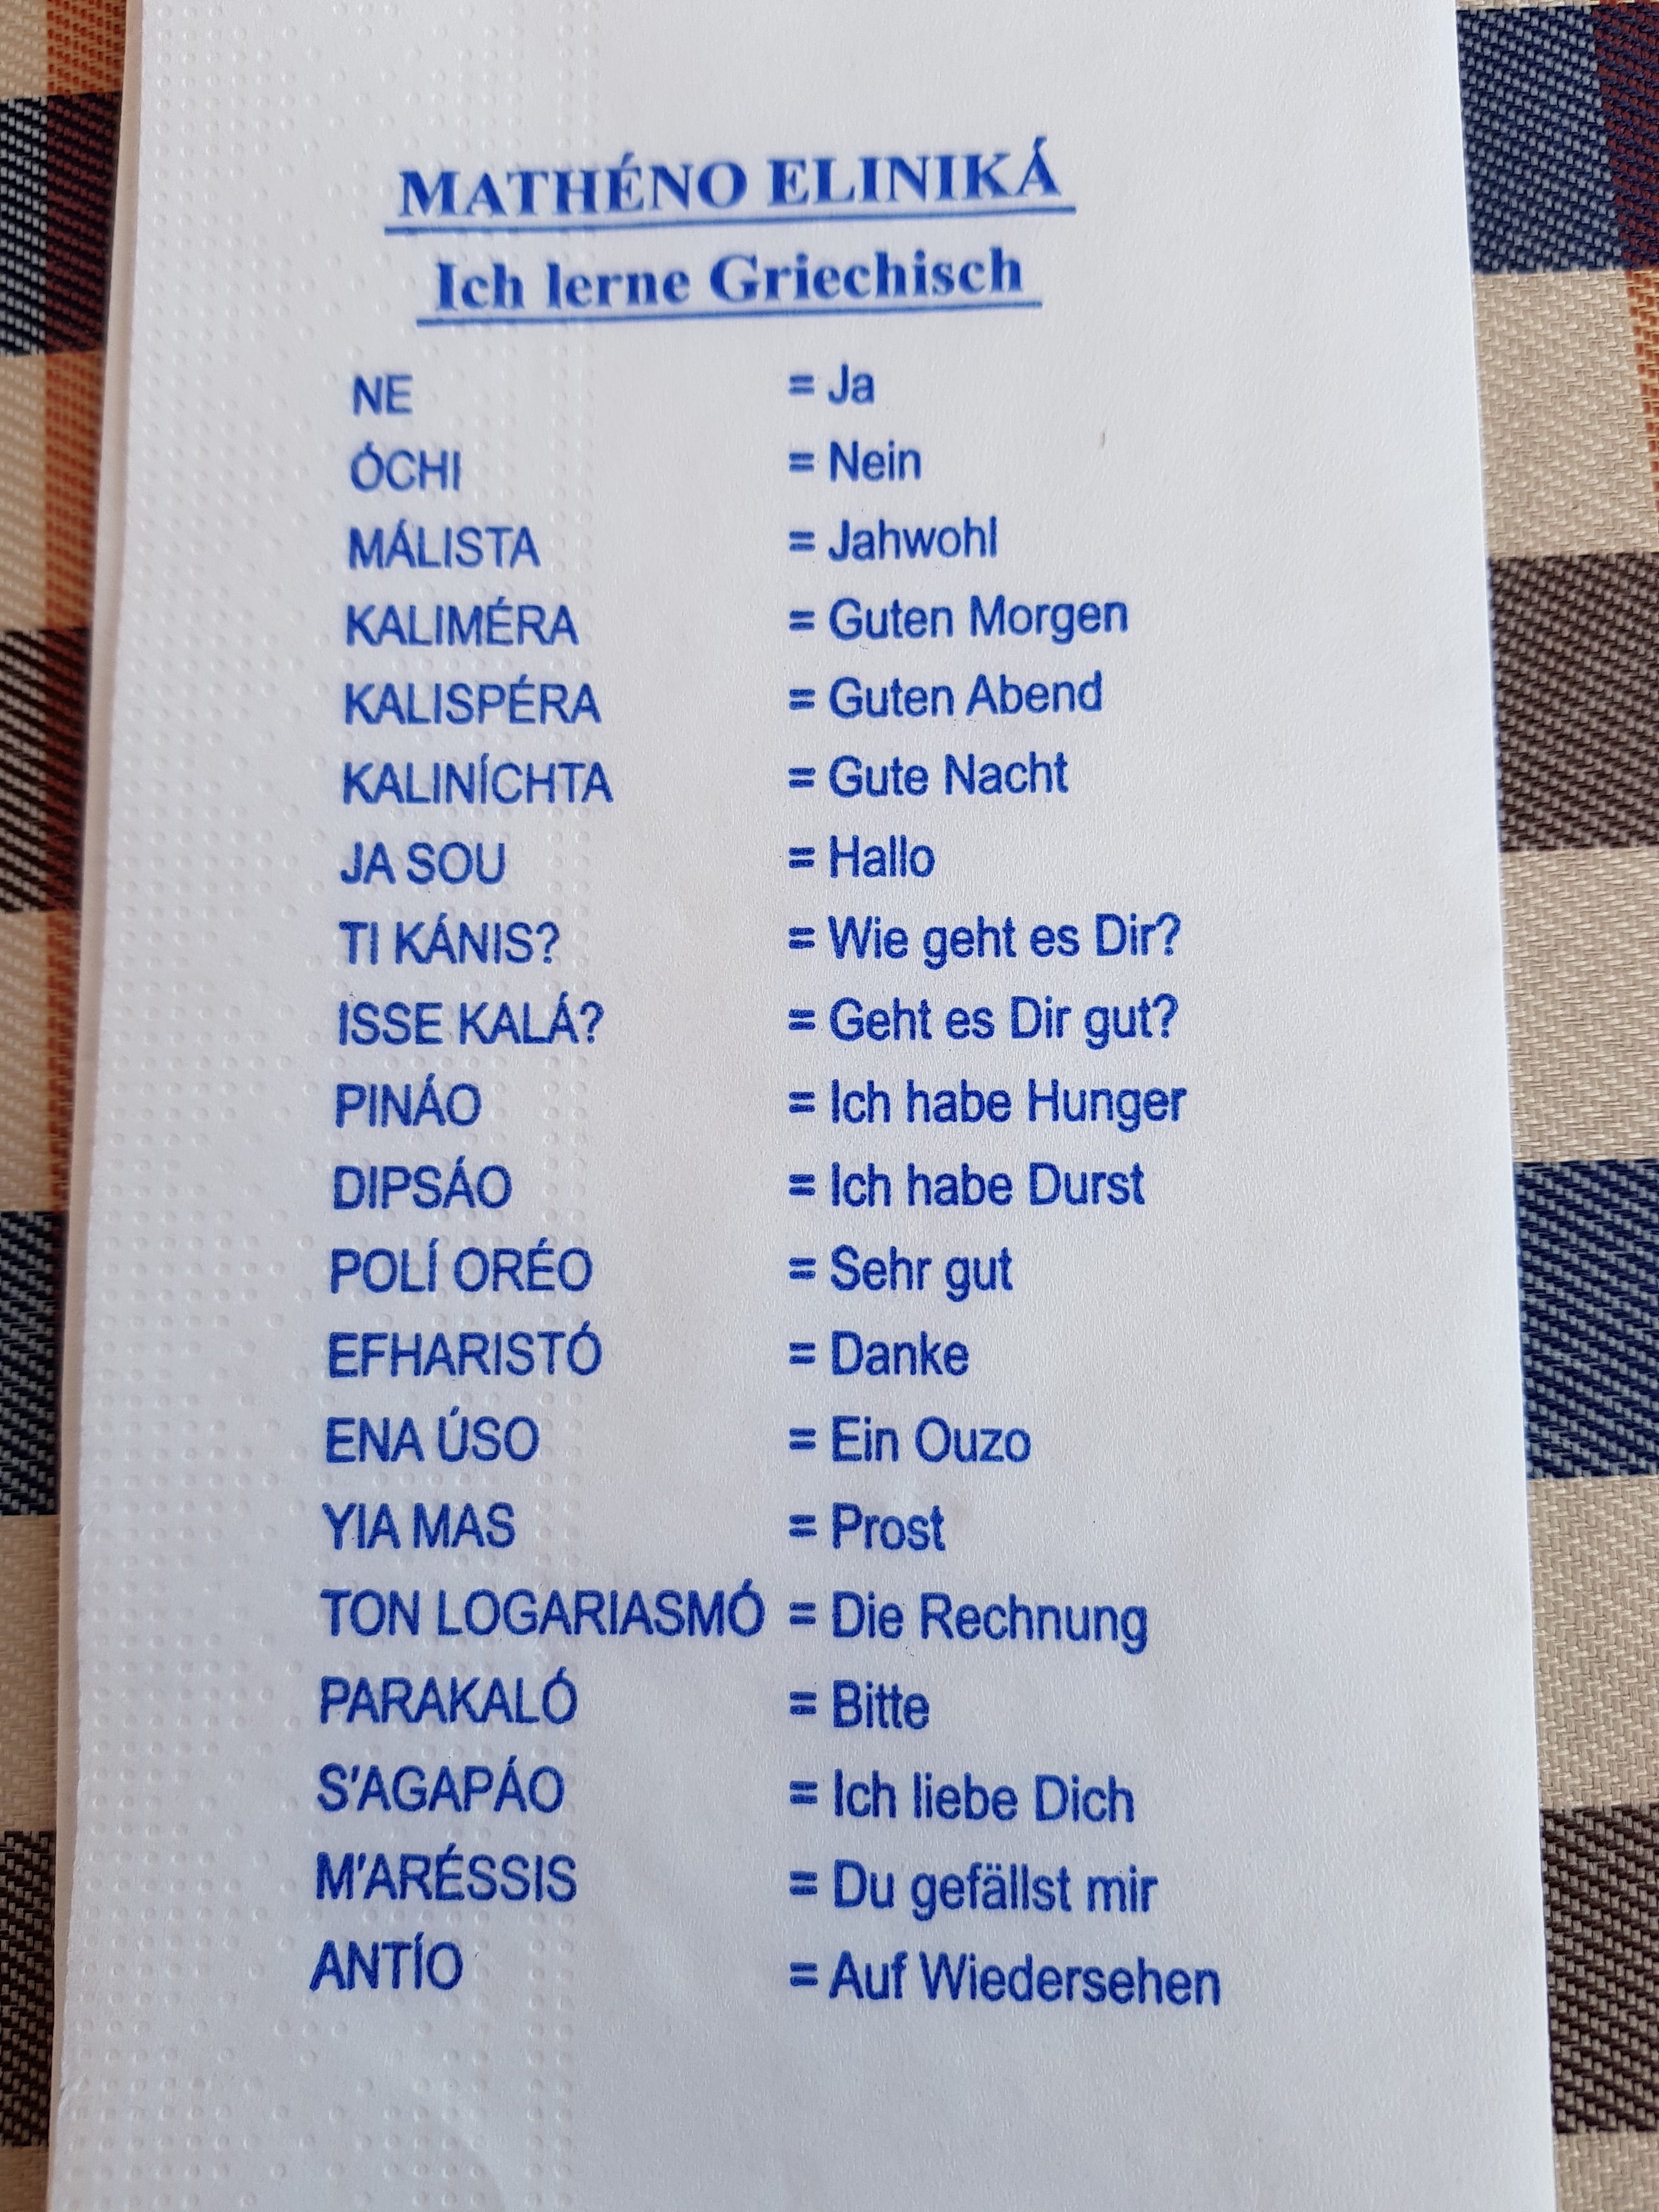 MATHÉNO ELINIKÁ
Ich lerne Griechisch
NE = Ja
ÓCHI = Nein
MÁLISTA = Jahwohl
KALIMÉRA = Guten Morgen
KALISPÉRA = Guten Abend
KALINÍCHTA = Gute Nacht
JA SOU = Hallo
TI KÁNIS? = Wie geht es Dir?
ISSE KALÁ? = Geht es Dir gut?
PINÁO = Ich habe Hunger
DIPSÁO = Ich habe Durst
POLÍ ORÉO = Sehr gut
EFHARISTÓ = Danke
ENA ÚSO = Ein Ouzo
YIA MAS = Prost
TON LOGARIASMÓ = Die Rechnung
PARAKALÓ = Bitte
S'AGAPÁO = Ich liebe Dich
M'ARÉSSIS = Du gefällst mir
ANTÍO = Auf Wiedersehen